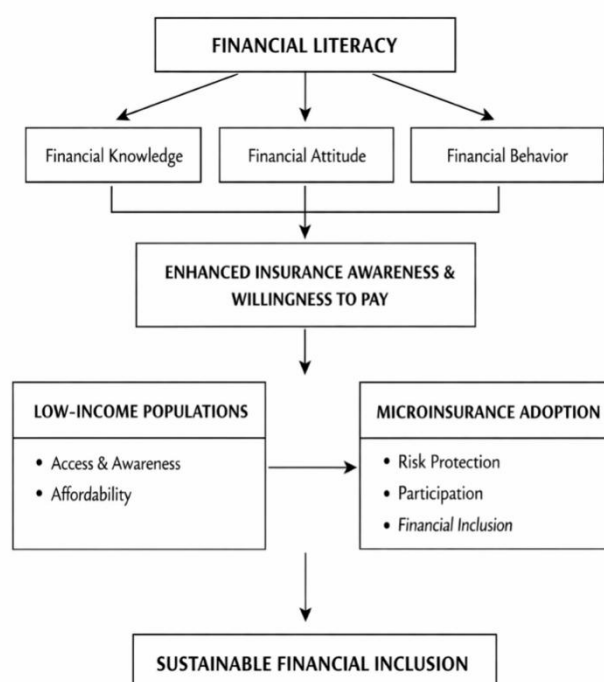 FINANCIAL LITERACY
Financial Knowledge
Financial Attitude
Financial Behavior
ENHANCED INSURANCE AWARENESS &
WILLINGNESS TO PAY
LOW-INCOME POPULATIONS
• Access & Awareness
• Affordability
MICROINSURANCE ADOPTION
• Risk Protection
• Participation
• Financial Inclusion
SUSTAINABLE FINANCIAL INCLUSION